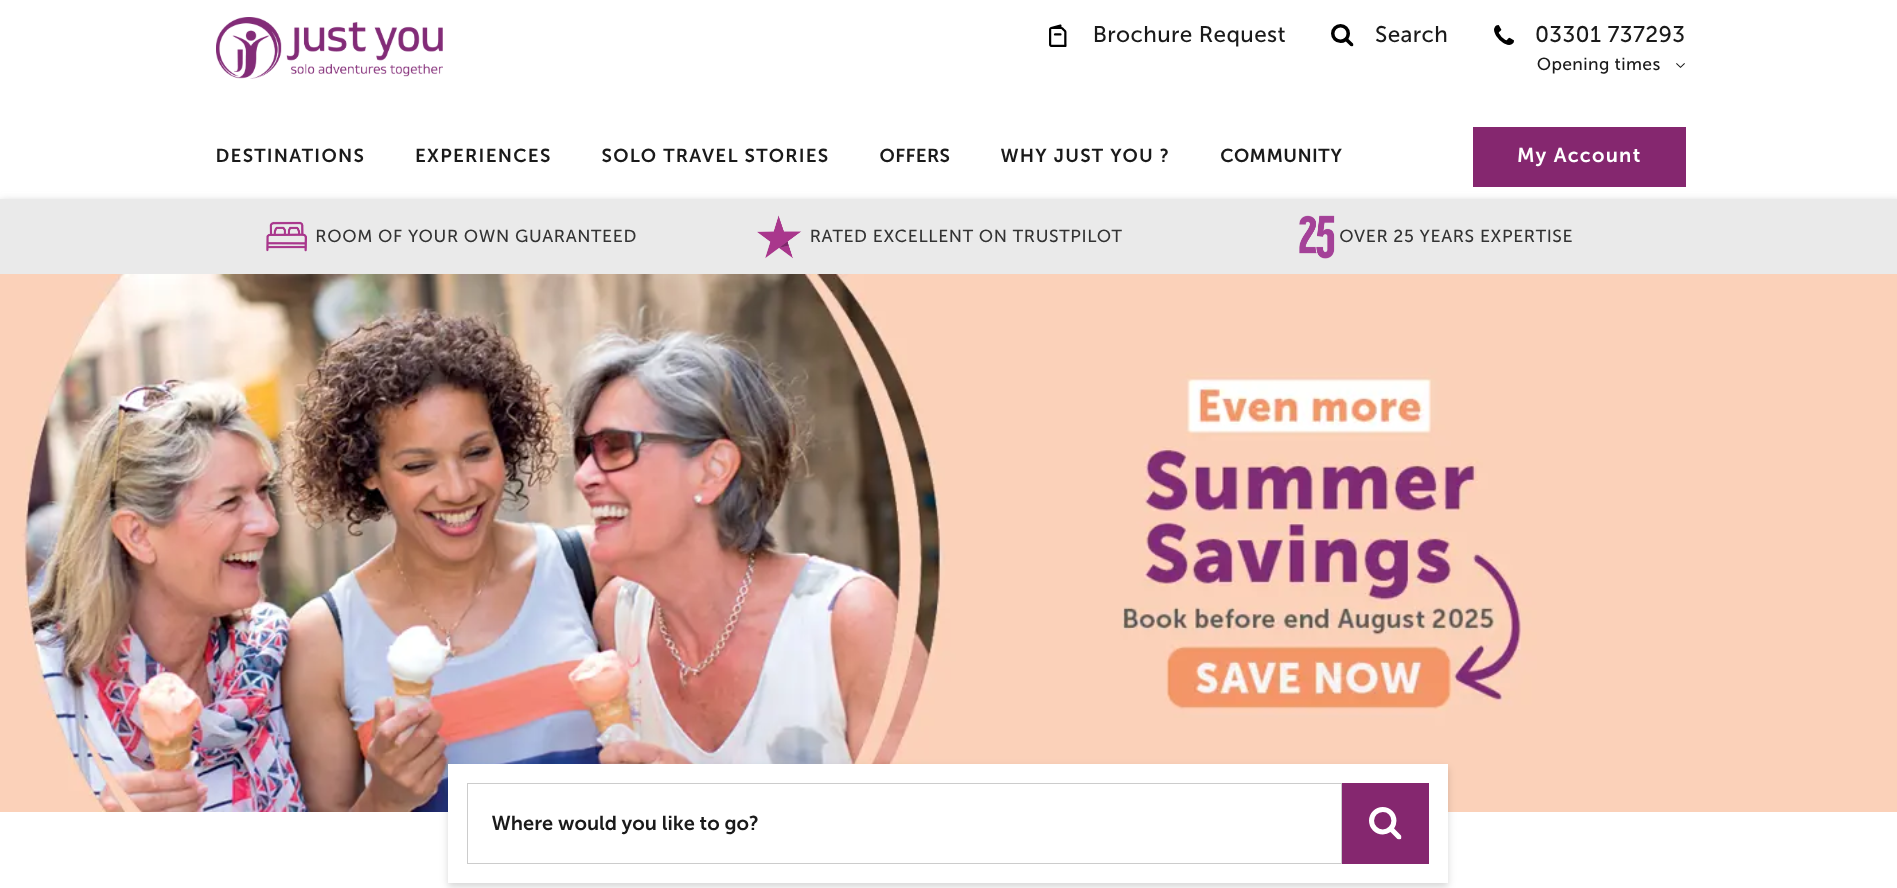 just you
solo adventures together
Brochure Request
Search
03301 737293
Opening times
DESTINATIONS
EXPERIENCES
SOLO TRAVEL STORIES
OFFERS
WHY JUST YOU ?
COMMUNITY
My Account
ROOM OF YOUR OWN GUARANTEED
RATED EXCELLENT ON TRUSTPILOT
25
OVER 25 YEARS EXPERTISE
Even more
Summer
Savings
Book before end August 2025
SAVE NOW
Where would you like to go?